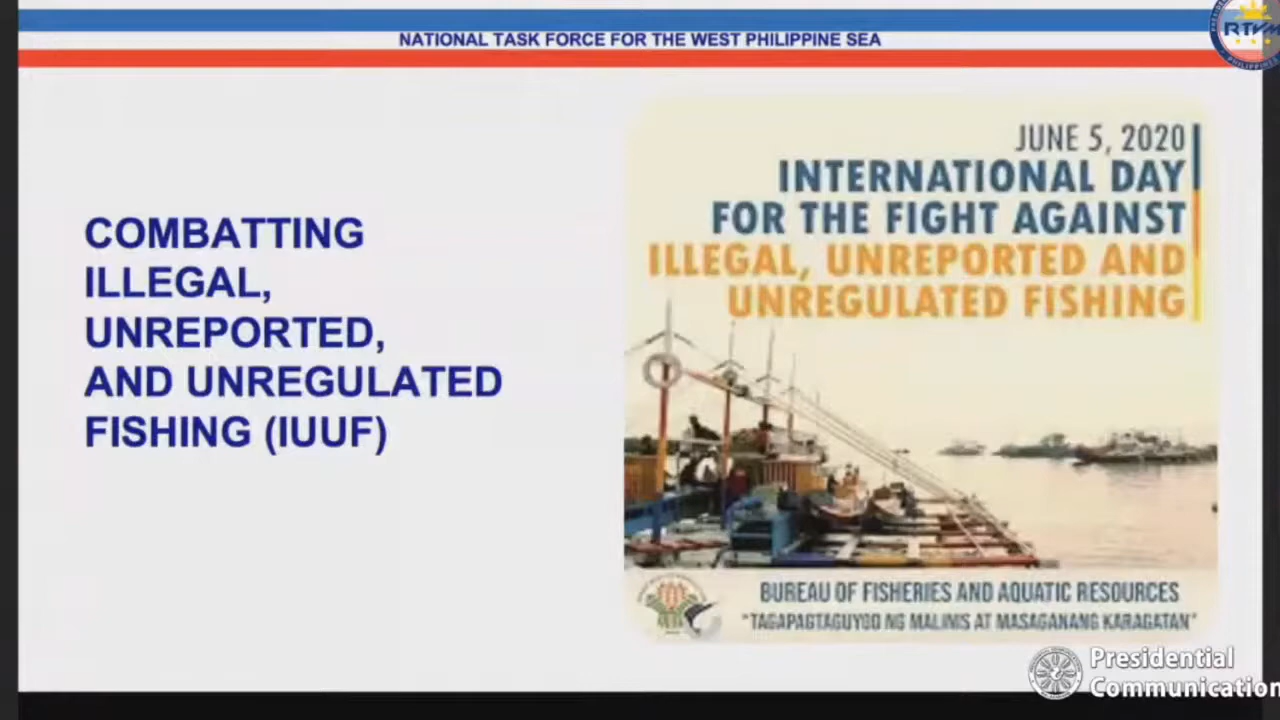 NATIONAL TASK FORCE FOR THE WEST PHILIPPINE SEA
RTVM
PHILIPPINES
COMBATTING
ILLEGAL,
UNREPORTED,
AND UNREGULATED
FISHING (IUUF)
JUNE 5, 2020
INTERNATIONAL DAY
FOR THE FIGHT AGAINST
ILLEGAL, UNREPORTED AND
UNREGULATED FISHING
BUREAU OF FISHERIES AND AQUATIC RESOURCES
"TAGAPAGTAGUYOD NG MALINIS AT MASAGANANG KARAGATAN"
Presidential
Communication